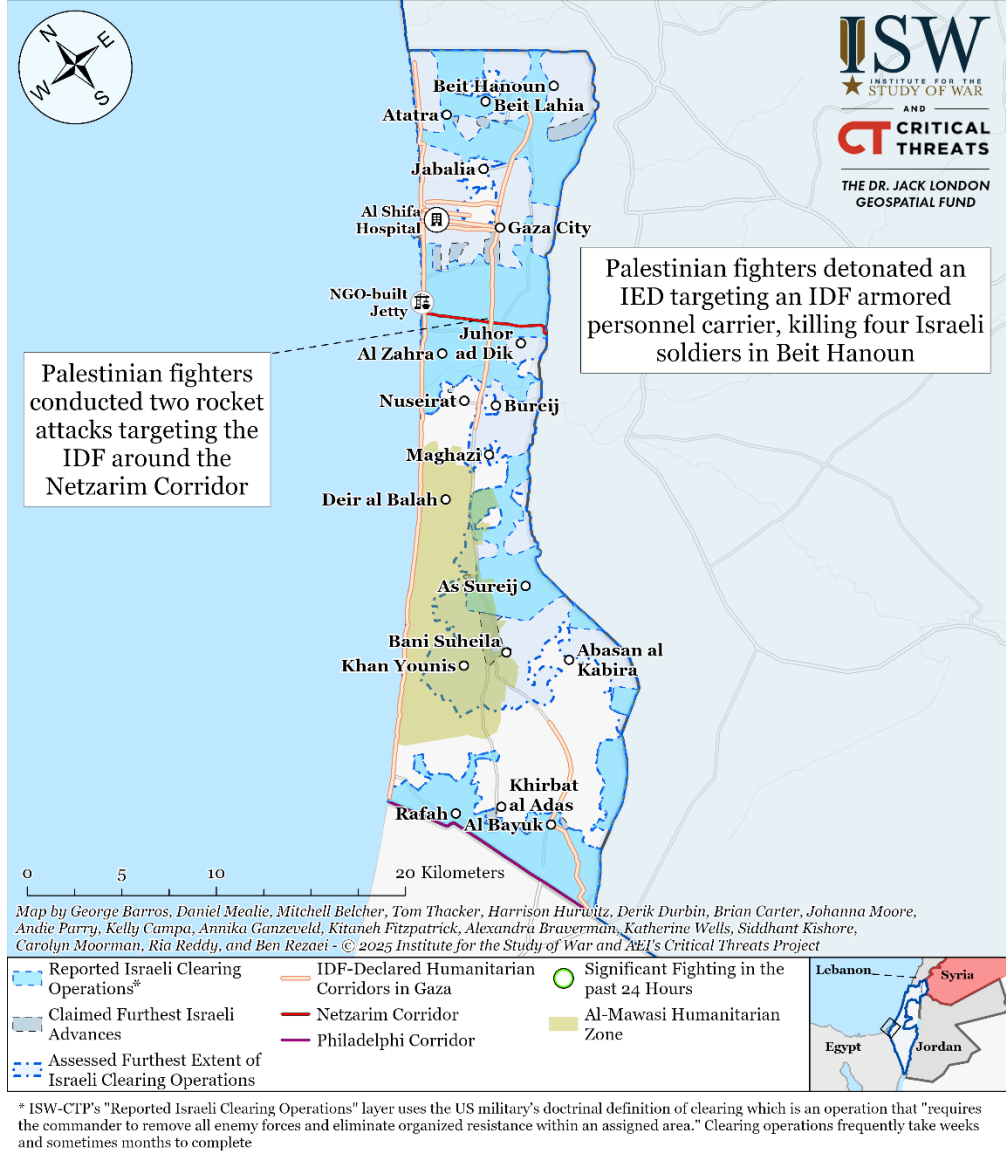 N
E
W
S
ISW
INSTITUTE FOR THE
STUDY OF WAR
AND
CT CRITICAL
THREATS
THE DR. JACK LONDON
GEOSPATIAL FUND
Beit Hanoun
Beit Lahia
Atatra
Jabalia
Al Shifa
Hospital
Gaza City
Palestinian fighters detonated an
IED targeting an IDF armored
personnel carrier, killing four Israeli
soldiers in Beit Hanoun
NGO-built
Jetty
Juhor
ad Dik
Al Zahra
Palestinian fighters
conducted two rocket
attacks targeting the
IDF around the
Netzarim Corridor
Nuseirat
Bureij
Maghazi
Deir al Balah
As Sureij
Bani Suheila
Abasan al
Kabira
Khan Younis
Khirbat
al Adas
Rafah
Al Bayuk
0 5 10 20 Kilometers
Map by George Barros, Daniel Mealie, Mitchell Belcher, Tom Thacker, Harrison Hurwitz, Derik Durbin, Brian Carter, Johanna Moore,
Andie Parry, Kelly Campa, Annika Ganzeveld, Kitaneh Fitzpatrick, Alexandra Braverman, Katherine Wells, Siddhant Kishore,
Carolyn Moorman, Ria Reddy, and Ben Rezaei - © 2025 Institute for the Study of War and AEI's Critical Threats Project
Reported Israeli Clearing
Operations*
Claimed Furthest Israeli
Advances
Assessed Furthest Extent of
Israeli Clearing Operations
IDF-Declared Humanitarian
Corridors in Gaza
Netzarim Corridor
Philadelphi Corridor
Significant Fighting in the
past 24 Hours
Al-Mawasi Humanitarian
Zone
Lebanon
Syria
Egypt
Jordan
* ISW-CTP's "Reported Israeli Clearing Operations" layer uses the US military's doctrinal definition of clearing which is an operation that "requires
the commander to remove all enemy forces and eliminate organized resistance within an assigned area." Clearing operations frequently take weeks
and sometimes months to complete